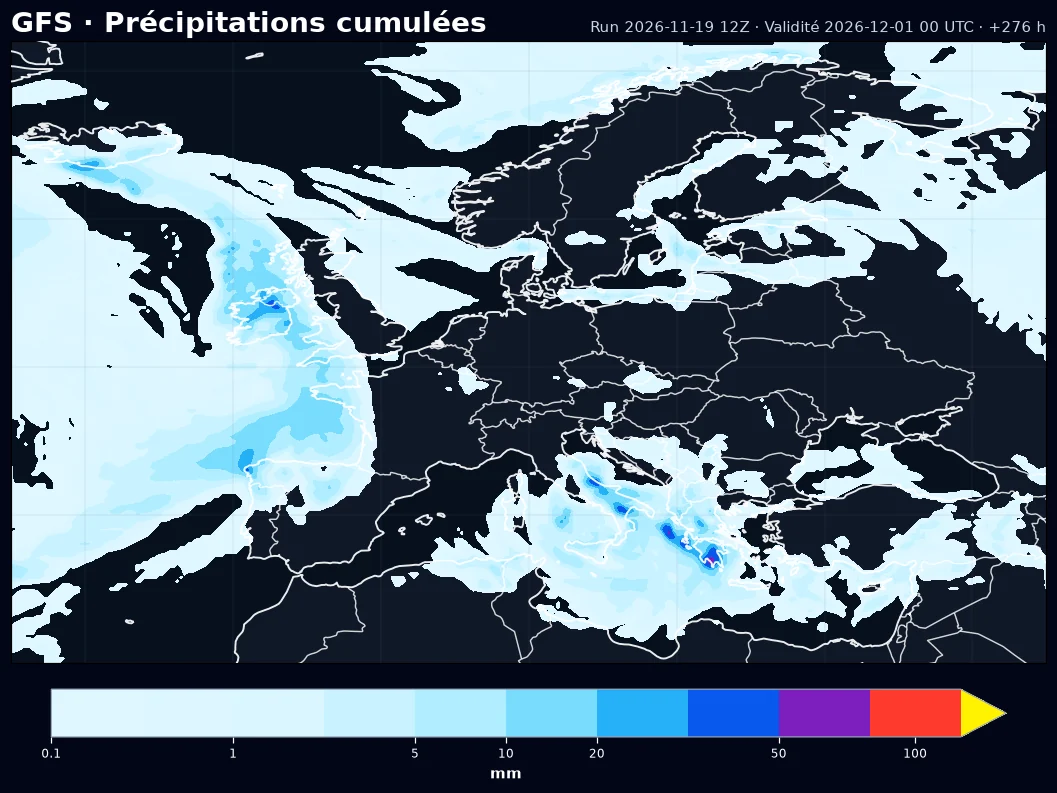 GFS · Précipitations cumulées
Run 2026-11-19 12Z · Validité 2026-12-01 00 UTC · +276 h
0.1 1 5 10 20 50 100
mm